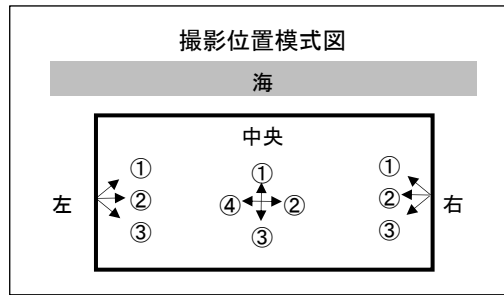 撮影位置模式図
海
中央
① ① ①
左 ② ④ ② ② 右
③ ③ ③